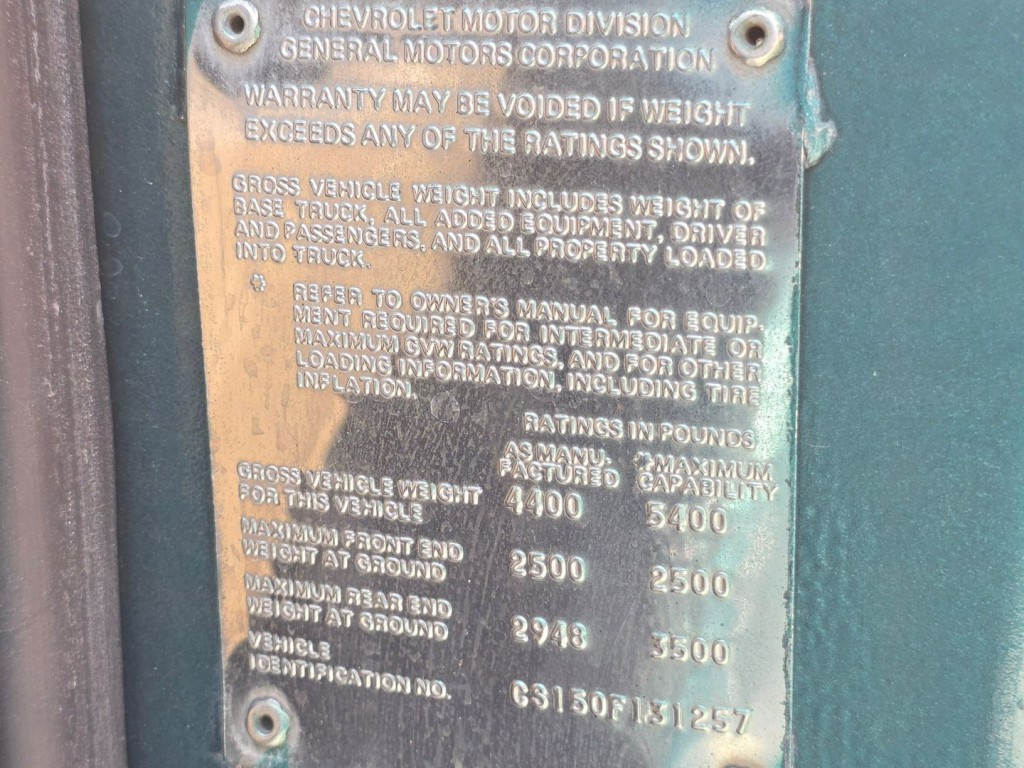 CHEVROLET MOTOR DIVISION
GENERAL MOTORS CORPORATION
WARRANTY MAY BE VOIDED IF WEIGHT
EXCEEDS ANY OF THE RATINGS SHOWN.
GROSS VEHICLE WEIGHT INCLUDES WEIGHT OF
BASE TRUCK, ALL ADDED EQUIPMENT, DRIVER
AND PASSENGERS, AND ALL PROPERTY LOADED
INTO TRUCK.
* REFER TO OWNER'S MANUAL FOR EQUIP-
MENT REQUIRED FOR INTERMEDIATE OR
MAXIMUM GVW RATINGS, AND FOR OTHER
LOADING INFORMATION, INCLUDING TIRE
INFLATION.
RATINGS IN POUNDS
AS MANU- *MAXIMUM
FACTURED CAPABILITY
GROSS VEHICLE WEIGHT
FOR THIS VEHICLE 4400 5400
MAXIMUM FRONT END
WEIGHT AT GROUND 2500 2500
MAXIMUM REAR END
WEIGHT AT GROUND 2948 3500
VEHICLE
IDENTIFICATION NO. C3150F131257